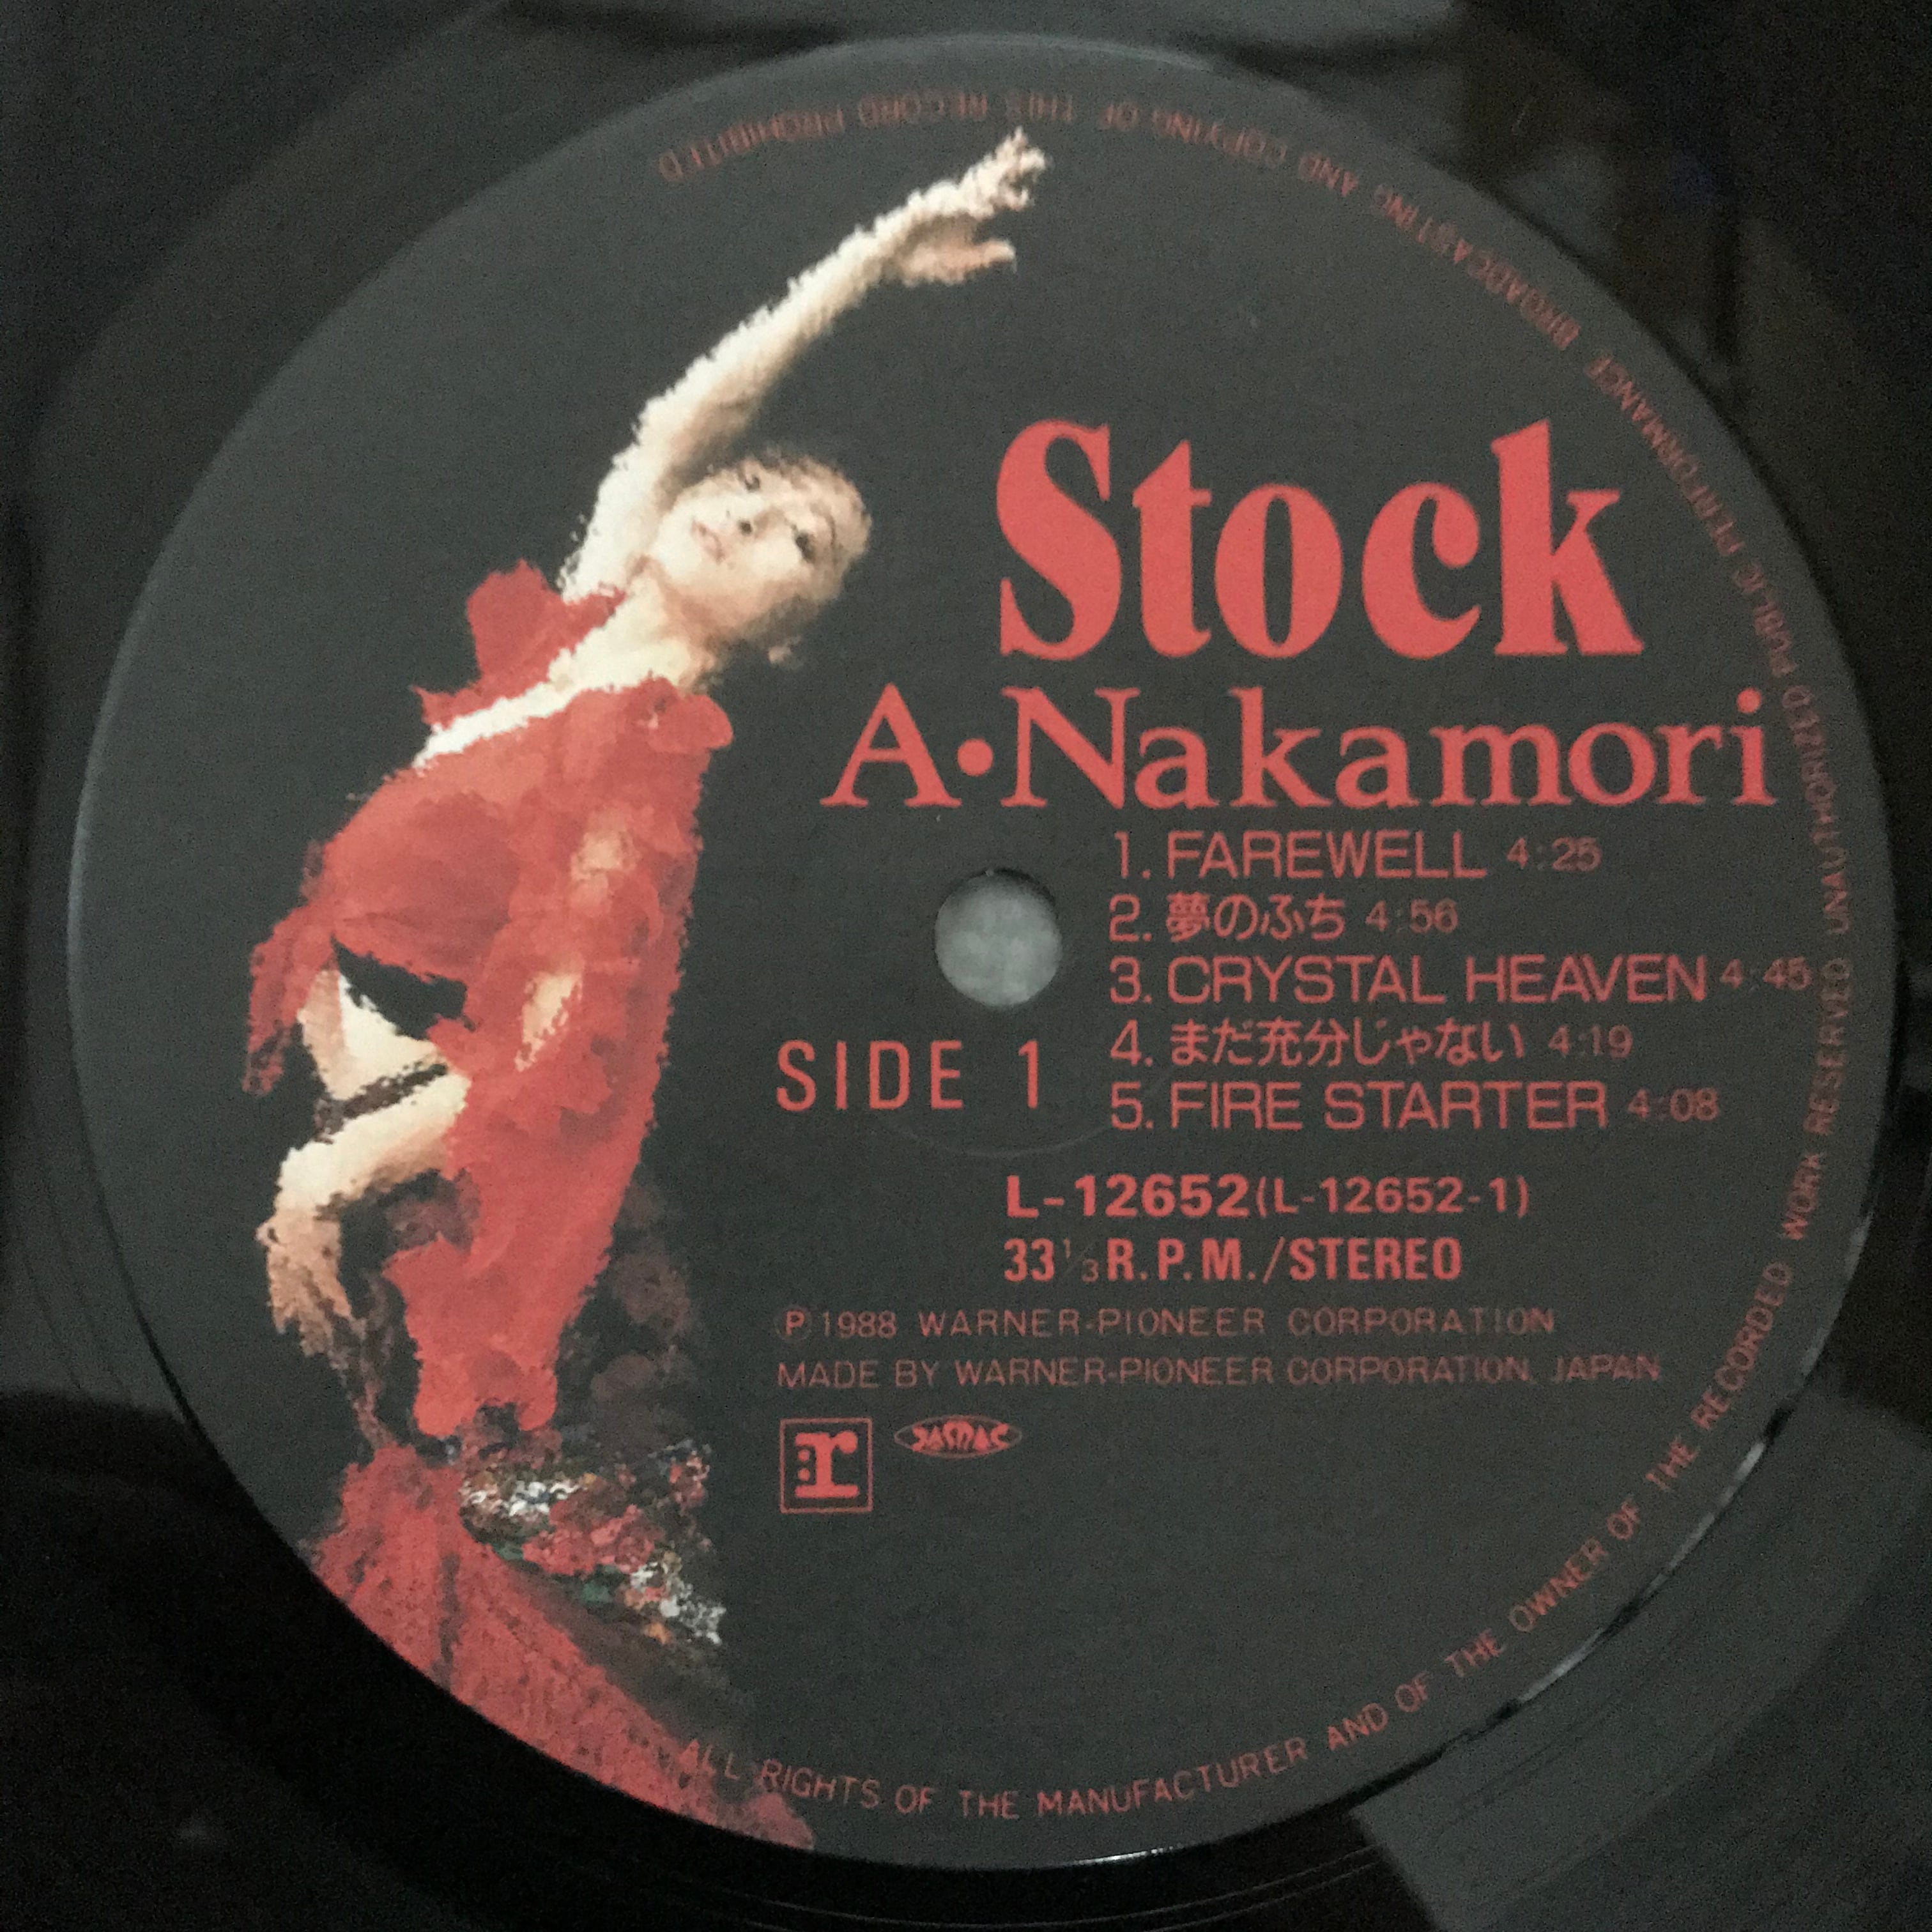 Stock
A・Nakamori
1. FAREWELL 4:25
2. 夢のふち 4:56
3. CRYSTAL HEAVEN 4:45
4. まだ充分じゃない 4:19
5. FIRE STARTER 4:08
SIDE 1
L-12652(L-12652-1)
33⅓ R.P.M./STEREO
Ⓟ1988 WARNER-PIONEER CORPORATION
MADE BY WARNER-PIONEER CORPORATION, JAPAN
r
JASRAC
ALL RIGHTS OF THE MANUFACTURER AND OF THE OWNER OF THE RECORDED WORK RESERVED UNAUTHORIZED PUBLIC PERFORMANCE BROADCASTING AND COPYING OF THIS RECORD PROHIBITED